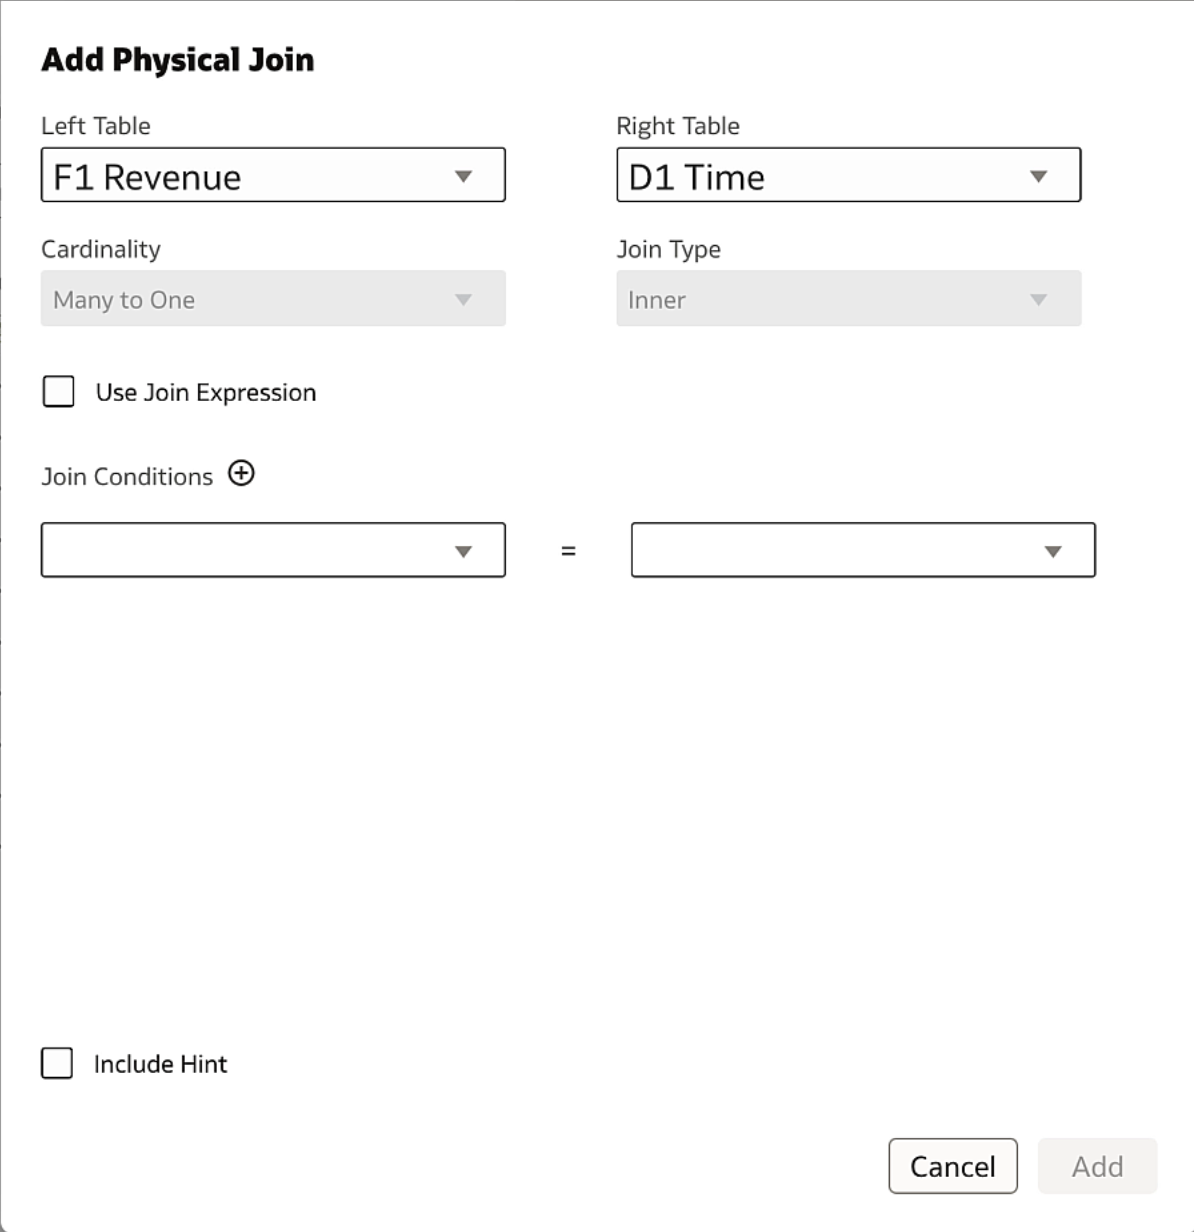 Add Physical Join
Left Table
Right Table
F1 Revenue
D1 Time
Cardinality
Join Type
Many to One
Inner
Use Join Expression
Join Conditions
=
Include Hint
Cancel
Add